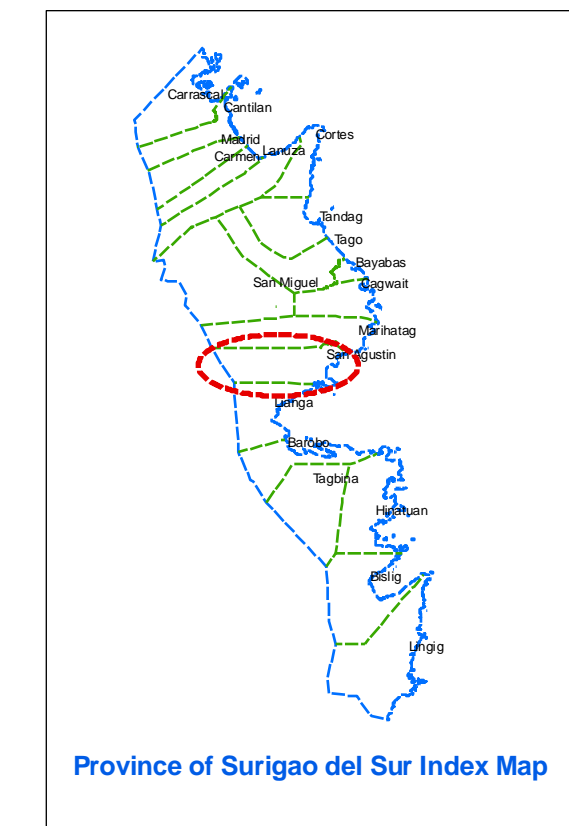 Carrascal
Cantilan
Cortes
Madrid
Lanuza
Carmen
Tandag
Tago
Bayabas
San Miguel
Cagwait
Marihatag
San Agustin
Lianga
Barobo
Tagbina
Hinatuan
Bislig
Lingig
Province of Surigao del Sur Index Map